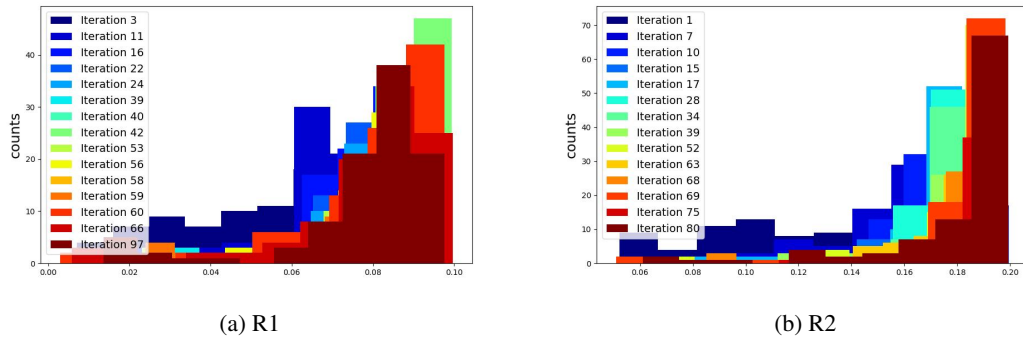 Iteration 3
Iteration 11
Iteration 16
Iteration 22
Iteration 24
Iteration 39
Iteration 40
Iteration 42
Iteration 53
Iteration 56
Iteration 58
Iteration 59
Iteration 60
Iteration 61
Iteration 97
counts
40
30
20
10
0
0.00 0.02 0.04 0.06 0.08 0.10
(a) R1
Iteration 1
Iteration 7
Iteration 10
Iteration 15
Iteration 17
Iteration 28
Iteration 34
Iteration 39
Iteration 52
Iteration 63
Iteration 68
Iteration 69
Iteration 75
Iteration 80
counts
70
60
50
40
30
20
10
0
0.06 0.08 0.10 0.12 0.14 0.16 0.18 0.20
(b) R2